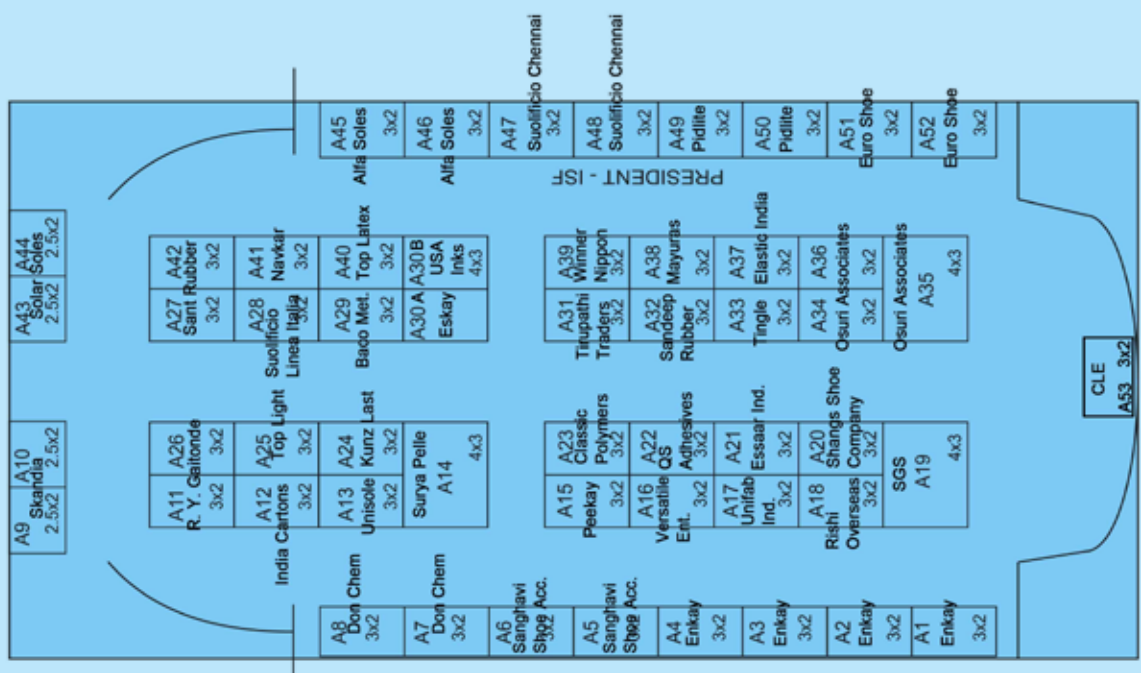 A45
Alfa Soles
3x2
A46
Alfa Soles
3x2
A47
Suolificio Chennai
3x2
A48
Suolificio Chennai
3x2
A49
Pidlite
3x2
A50
Pidlite
3x2
A51
Euro Shoe
3x2
A52
Euro Shoe
3x2
PRESIDENT - ISF
A44
Soles
2.5x2
A43
Solar
2.5x2
A42
Sant Rubber
3x2
A41
Navkar
3x2
A40
Top Latex
3x2
A30B
USA
Inks
4x3
A27
3x2
A28
Suolificio
Linea Italia
3x2
A29
Baco Met.
3x2
A30 A
Eskay
A39
Winner
Nippon
3x2
A38
Mayuras
3x2
A37
Elastic India
3x2
A36
Osuri Associates
3x2
A31
Tirupathi
Traders
3x2
A32
Sandeep
Rubber
3x2
A33
Tingle
3x2
A34
3x2
Osuri Associates
A35
4x3
CLE
A53 3x2
A10
Skandia
2.5x2
A9
2.5x2
A26
R. Y. Gaitonde
3x2
A25
Top Light
3x2
A24
Kunz Last
3x2
A11
3x2
A12
India Cartons
3x2
A13
Unisole
3x2
Surya Pelle
A14
4x3
A23
Classic
Polymers
3x2
A22
QS
Adhesives
3x2
A21
Essaar Ind.
3x2
A20
Shangs Shoe
Company
3x2
A15
Peekay
3x2
A16
Versatile
Ent.
3x2
A17
Unifab
Ind.
3x2
A18
Rishi
Overseas
3x2
SGS
A19
4x3
A8
Don Chem
3x2
A7
Don Chem
3x2
A6
Sanghavi
Shoe Acc.
3x2
A5
Sanghavi
Shoe Acc.
3x2
A4
Enkay
3x2
A3
Enkay
3x2
A2
Enkay
3x2
A1
Enkay
3x2